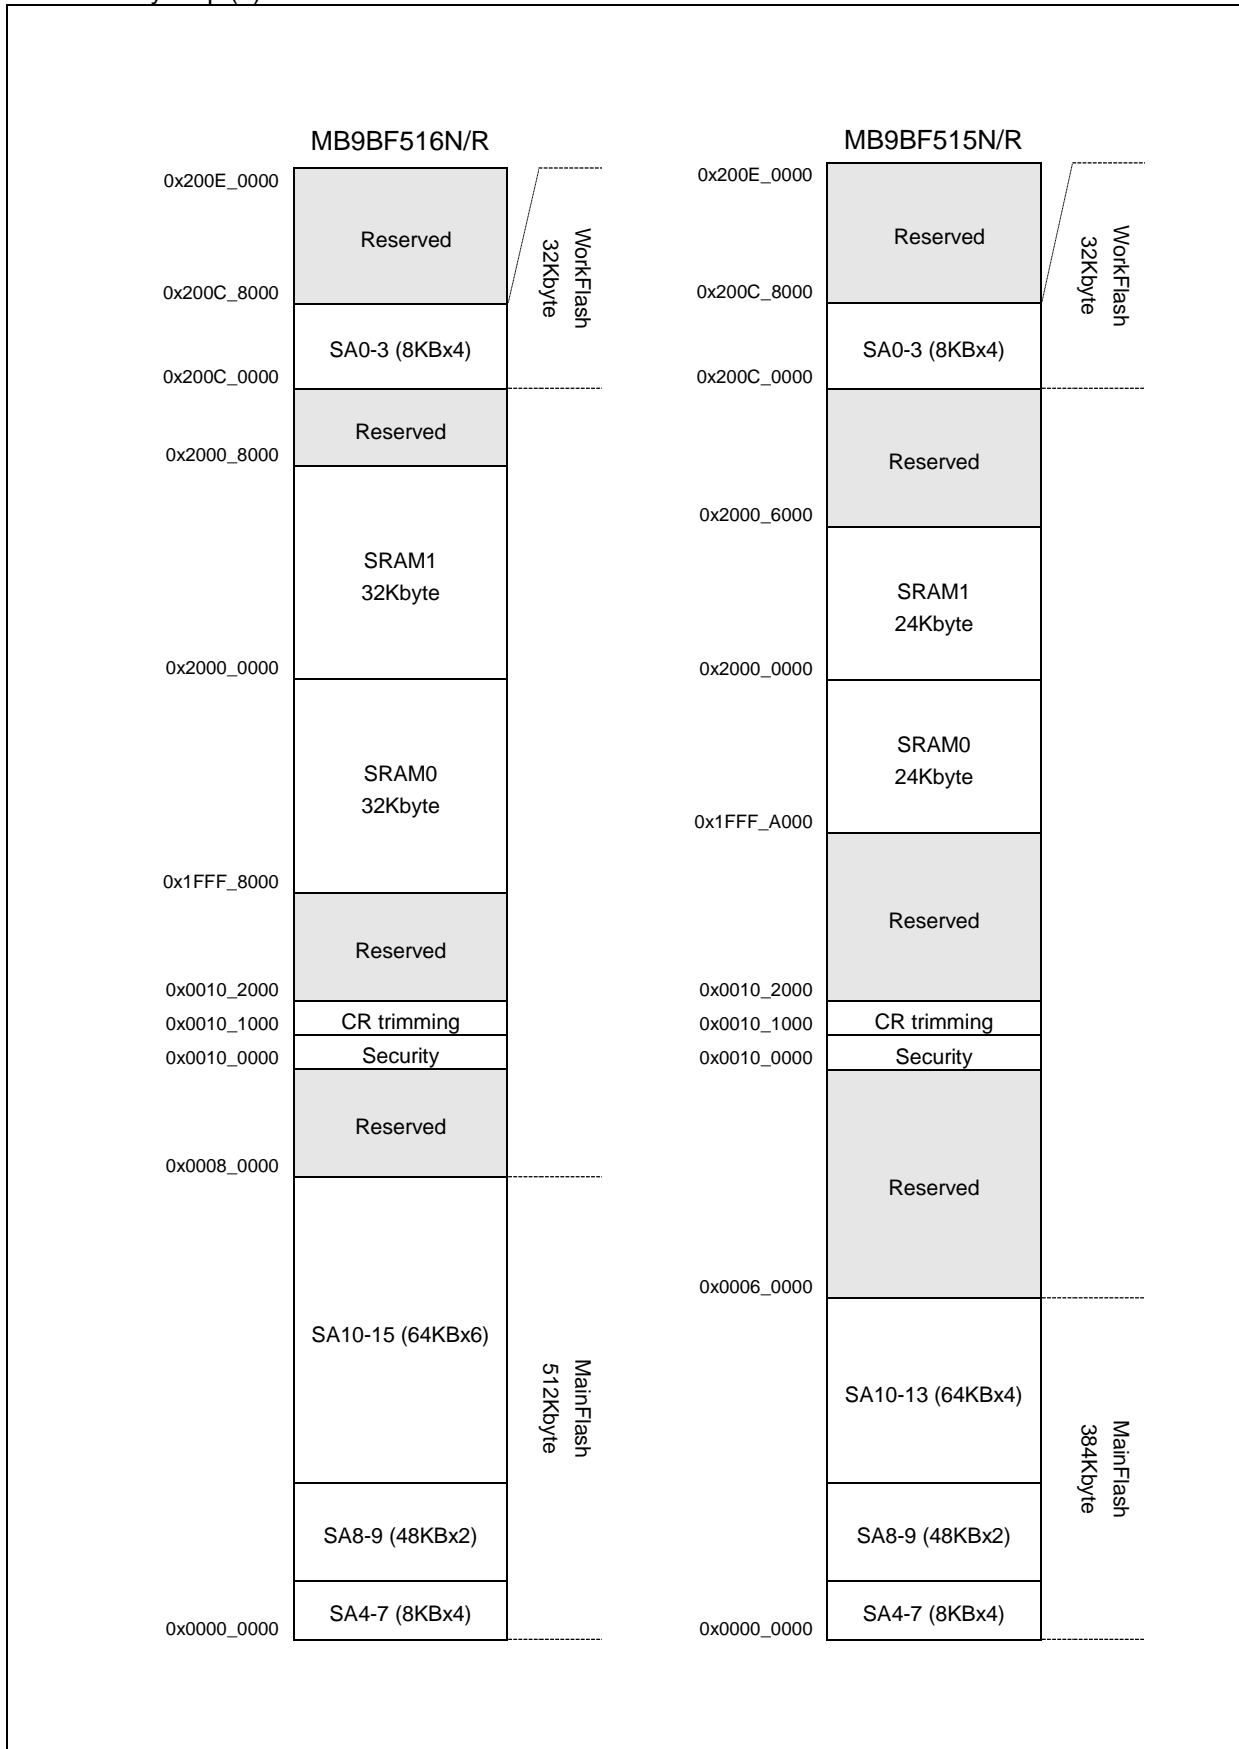 MB9BF516N/R
0x200E_0000
Reserved
WorkFlash
32Kbyte
0x200C_8000
SA0-3 (8KBx4)
0x200C_0000
Reserved
0x2000_8000
SRAM1
32Kbyte
0x2000_0000
SRAM0
32Kbyte
0x1FFF_8000
Reserved
0x0010_2000
CR trimming
0x0010_1000
Security
0x0010_0000
Reserved
0x0008_0000
SA10-15 (64KBx6)
MainFlash
512Kbyte
SA8-9 (48KBx2)
SA4-7 (8KBx4)
0x0000_0000
MB9BF515N/R
0x200E_0000
Reserved
WorkFlash
32Kbyte
0x200C_8000
SA0-3 (8KBx4)
0x200C_0000
Reserved
0x2000_6000
SRAM1
24Kbyte
0x2000_0000
SRAM0
24Kbyte
0x1FFF_A000
Reserved
0x0010_2000
CR trimming
0x0010_1000
Security
0x0010_0000
Reserved
0x0006_0000
SA10-13 (64KBx4)
MainFlash
384Kbyte
SA8-9 (48KBx2)
SA4-7 (8KBx4)
0x0000_0000